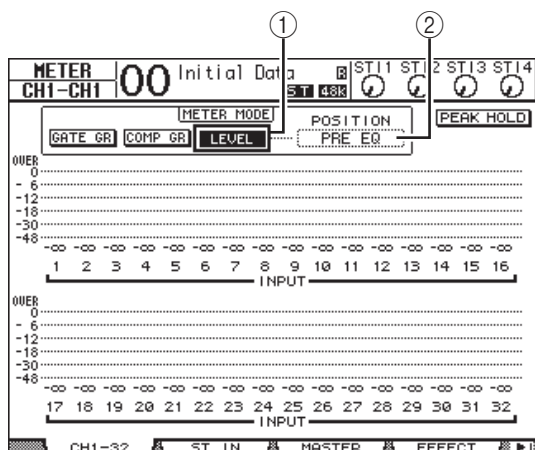 ① ②
METER CH1-CH1 00 Initial Data R ST 48K STI1 STI2 STI3 STI4
METER MODE POSITION PEAK HOLD
GATE GR COMP GR LEVEL PRE EQ
OVER
0
- 6
-12
-18
-30
-48
-∞ -∞ -∞ -∞ -∞ -∞ -∞ -∞ -∞ -∞ -∞ -∞ -∞ -∞ -∞ -∞
1 2 3 4 5 6 7 8 9 10 11 12 13 14 15 16
INPUT
OVER
0
- 6
-12
-18
-30
-48
-∞ -∞ -∞ -∞ -∞ -∞ -∞ -∞ -∞ -∞ -∞ -∞ -∞ -∞ -∞ -∞
17 18 19 20 21 22 23 24 25 26 27 28 29 30 31 32
INPUT
CH1-32 ST IN MASTER EFFECT